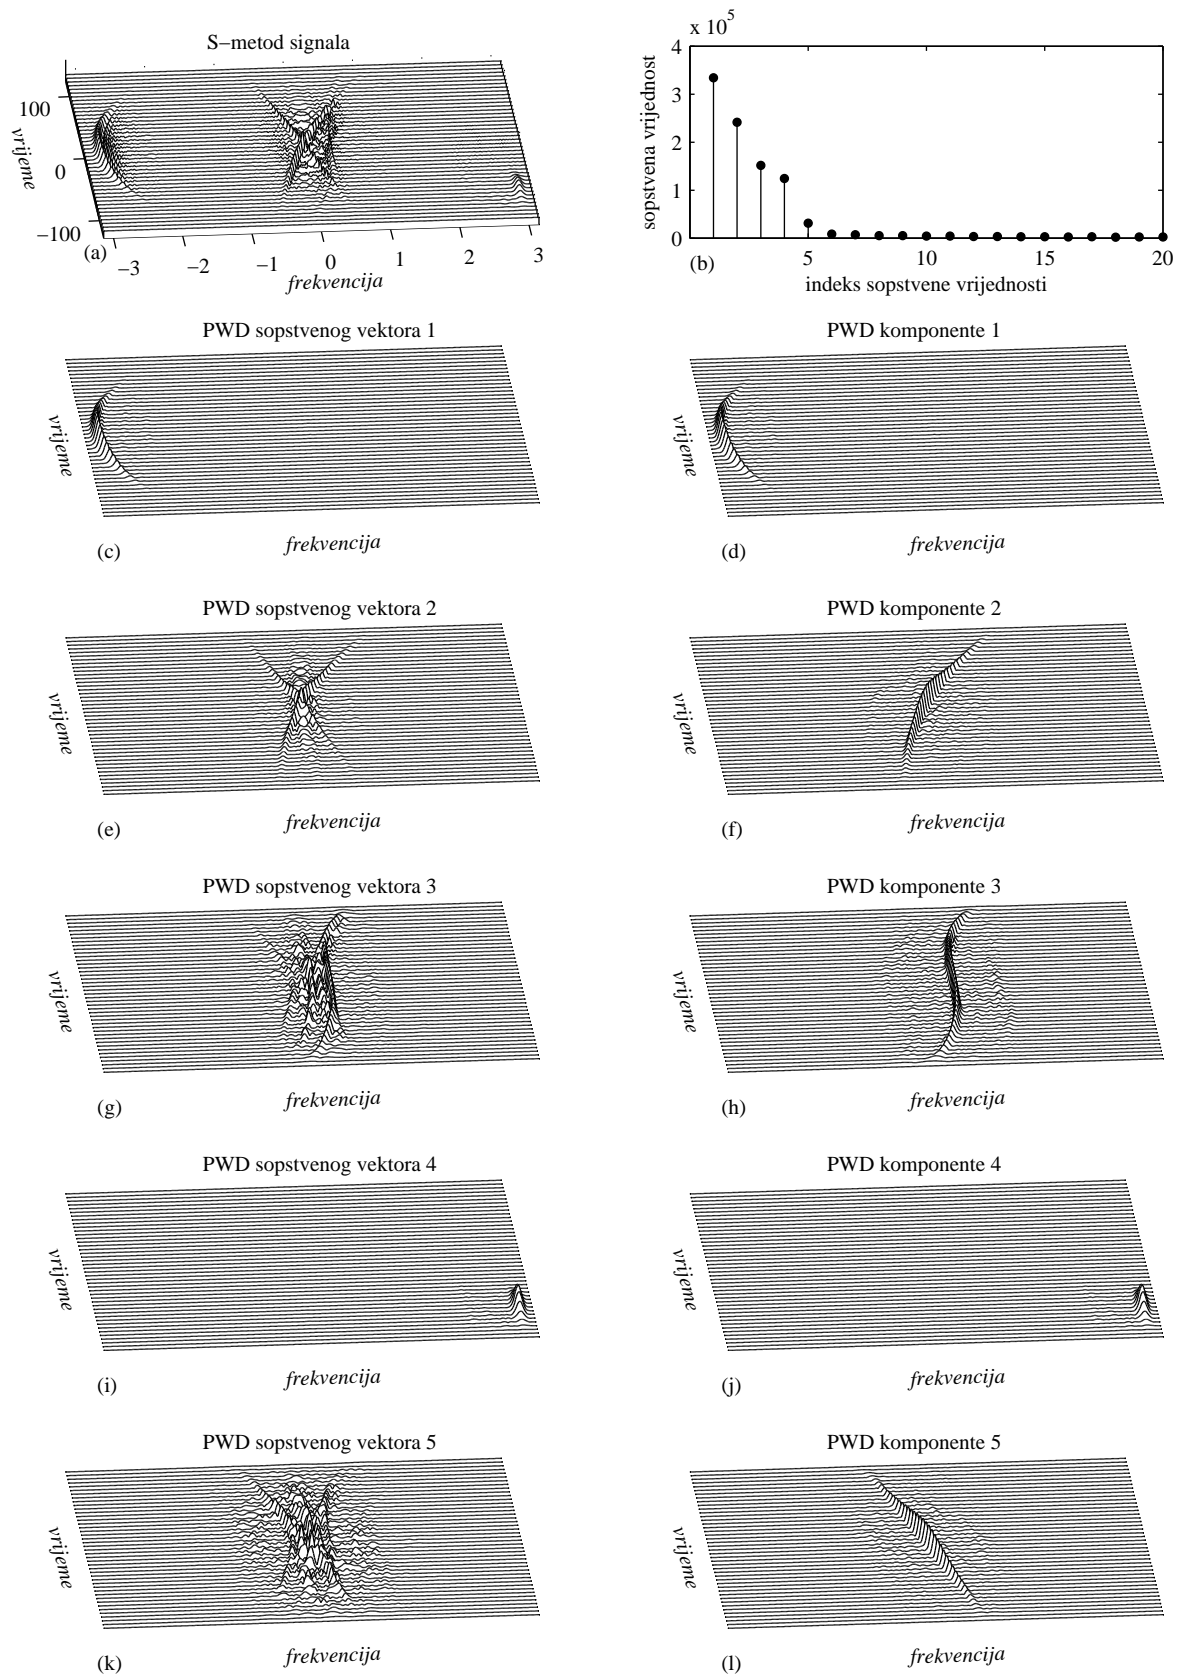 S−metod signala
100
0
−100
vrijeme
(a)
−3
−2
−1
0
1
2
3
frekvencija
x 10^5
4
3
2
1
0
sopstvena vrijednost
(b)
5
10
15
20
indeks sopstvene vrijednosti
PWD sopstvenog vektora 1
vrijeme
(c)
frekvencija
PWD komponente 1
vrijeme
(d)
frekvencija
PWD sopstvenog vektora 2
vrijeme
(e)
frekvencija
PWD komponente 2
vrijeme
(f)
frekvencija
PWD sopstvenog vektora 3
vrijeme
(g)
frekvencija
PWD komponente 3
vrijeme
(h)
frekvencija
PWD sopstvenog vektora 4
vrijeme
(i)
frekvencija
PWD komponente 4
vrijeme
(j)
frekvencija
PWD sopstvenog vektora 5
vrijeme
(k)
frekvencija
PWD komponente 5
vrijeme
(l)
frekvencija